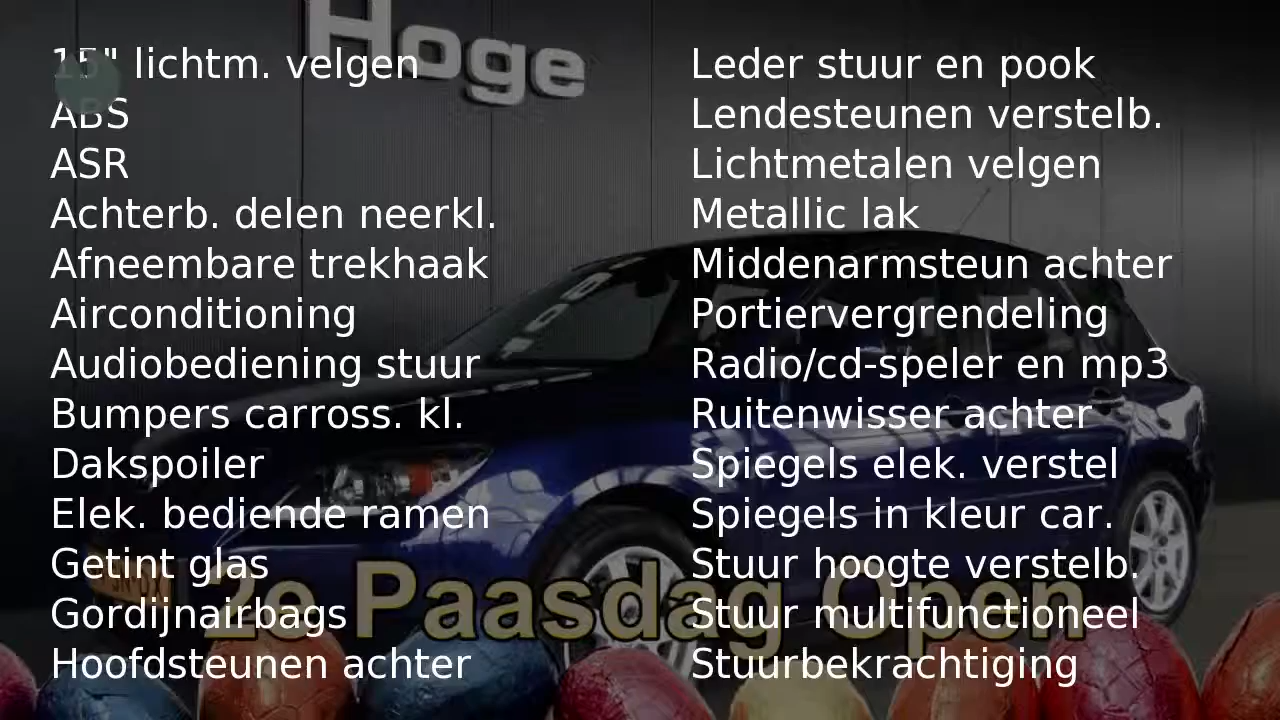 Hoge
15" lichtm. velgen
ABS
ASR
Achterb. delen neerkl.
Afneembare trekhaak
Airconditioning
Audiobediening stuur
Bumpers carross. kl.
Dakspoiler
Elek. bediende ramen
Getint glas
Gordijnairbags
Hoofdsteunen achter
Leder stuur en pook
Lendesteunen verstelb.
Lichtmetalen velgen
Metallic lak
Middenarmsteun achter
Portiervergrendeling
Radio/cd-speler en mp3
Ruitenwisser achter
Spiegels elek. verstel
Spiegels in kleur car.
Stuur hoogte verstelb.
Stuur multifunctioneel
Stuurbekrachtiging
2e Paasdag Open